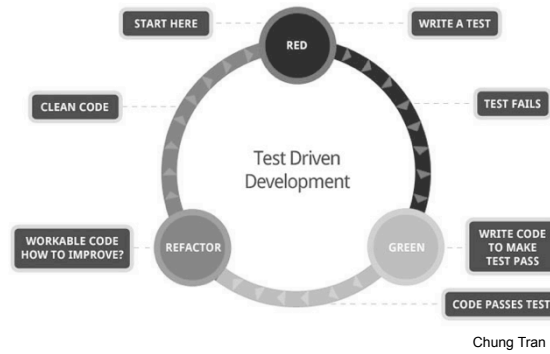 START HERE
RED
WRITE A TEST
CLEAN CODE
TEST FAILS
Test Driven
Development
WORKABLE CODE
HOW TO IMPROVE?
REFACTOR
GREEN
WRITE CODE
TO MAKE
TEST PASS
CODE PASSES TEST
Chung Tran